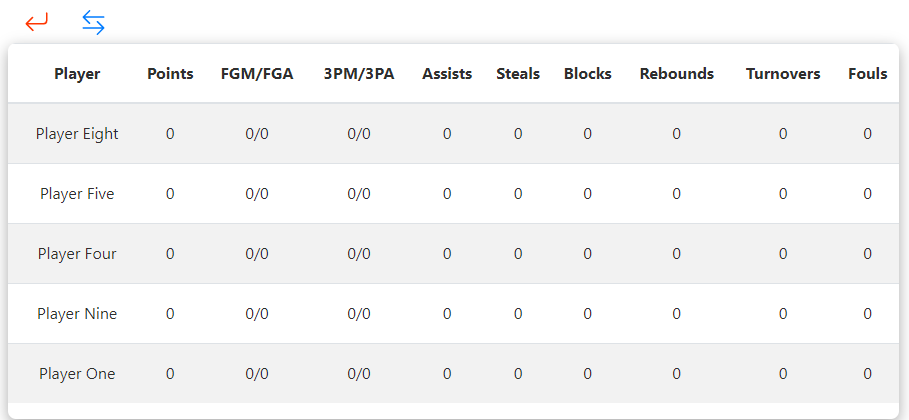 Player Points FGM/FGA 3PM/3PA Assists Steals Blocks Rebounds Turnovers Fouls
Player Eight 0 0/0 0/0 0 0 0 0 0 0
Player Five 0 0/0 0/0 0 0 0 0 0 0
Player Four 0 0/0 0/0 0 0 0 0 0 0
Player Nine 0 0/0 0/0 0 0 0 0 0 0
Player One 0 0/0 0/0 0 0 0 0 0 0